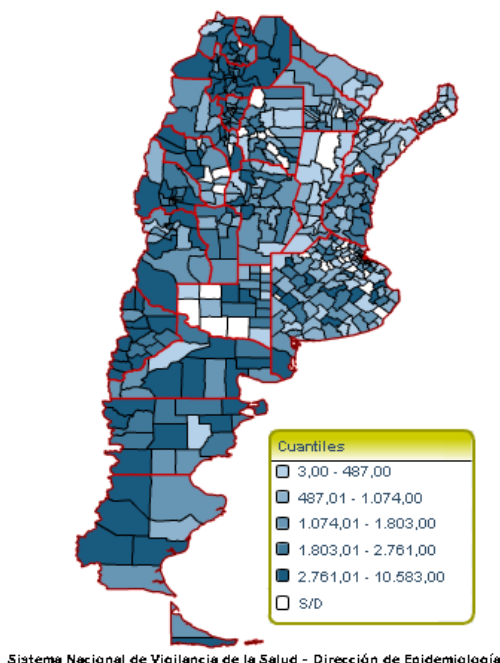 Cuantiles
3,00 - 487,00
487,01 - 1.074,00
1.074,01 - 1.803,00
1.803,01 - 2.761,00
2.761,01 - 10.583,00
S/D
Sistema Nacional de Vigilancia de la Salud - Dirección de Epidemiología